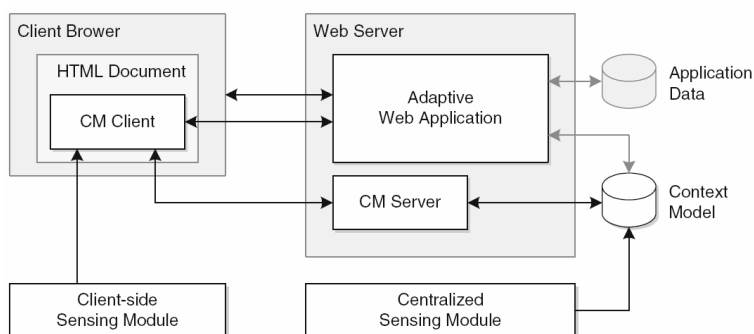 Client Brower
Web Server
HTML Document
CM Client
Adaptive
Web Application
Application
Data
CM Server
Context
Model
Client-side
Sensing Module
Centralized
Sensing Module